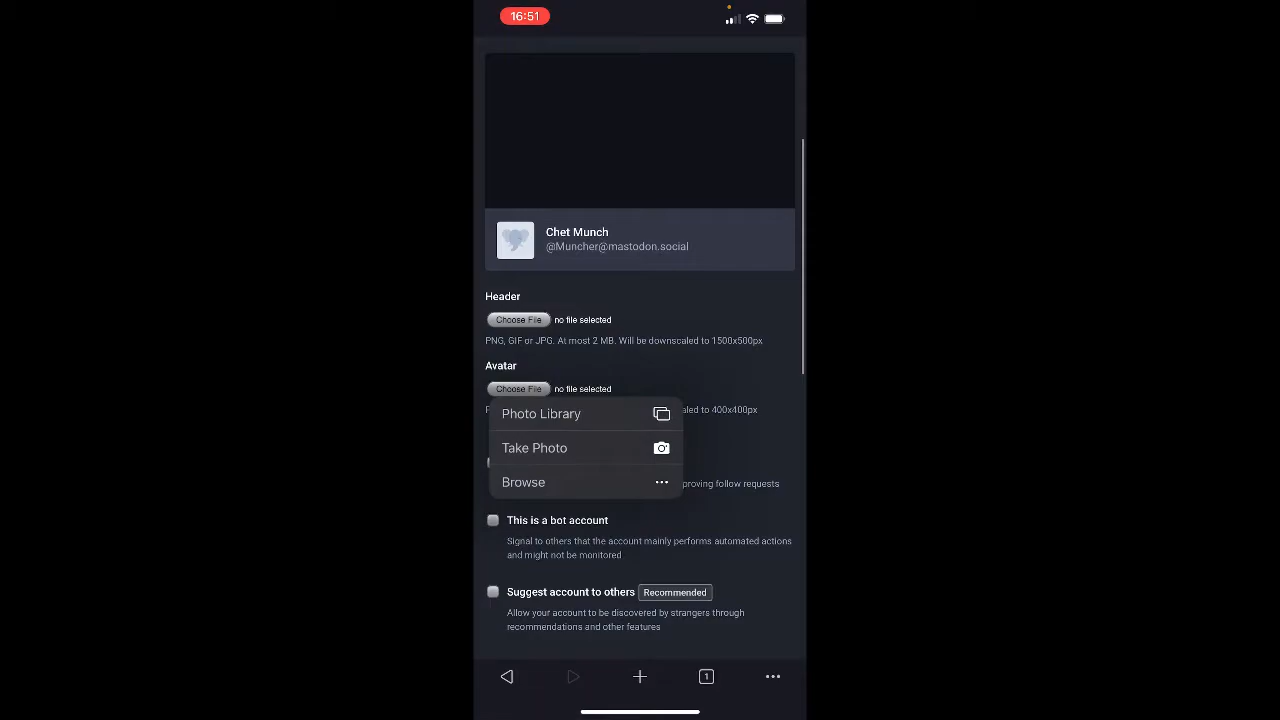 16:51
Chet Munch
@Muncher@mastodon.social
Header
Choose File no file selected
PNG, GIF or JPG. At most 2 MB. Will be downscaled to 1500x500px
Avatar
Choose File no file selected
to 400x400px
Photo Library
Take Photo
Browse
follow requests
This is a bot account
Signal to others that the account mainly performs automated actions
and might not be monitored
Suggest account to others Recommended
Allow your account to be discovered by strangers through
recommendations and other features
1